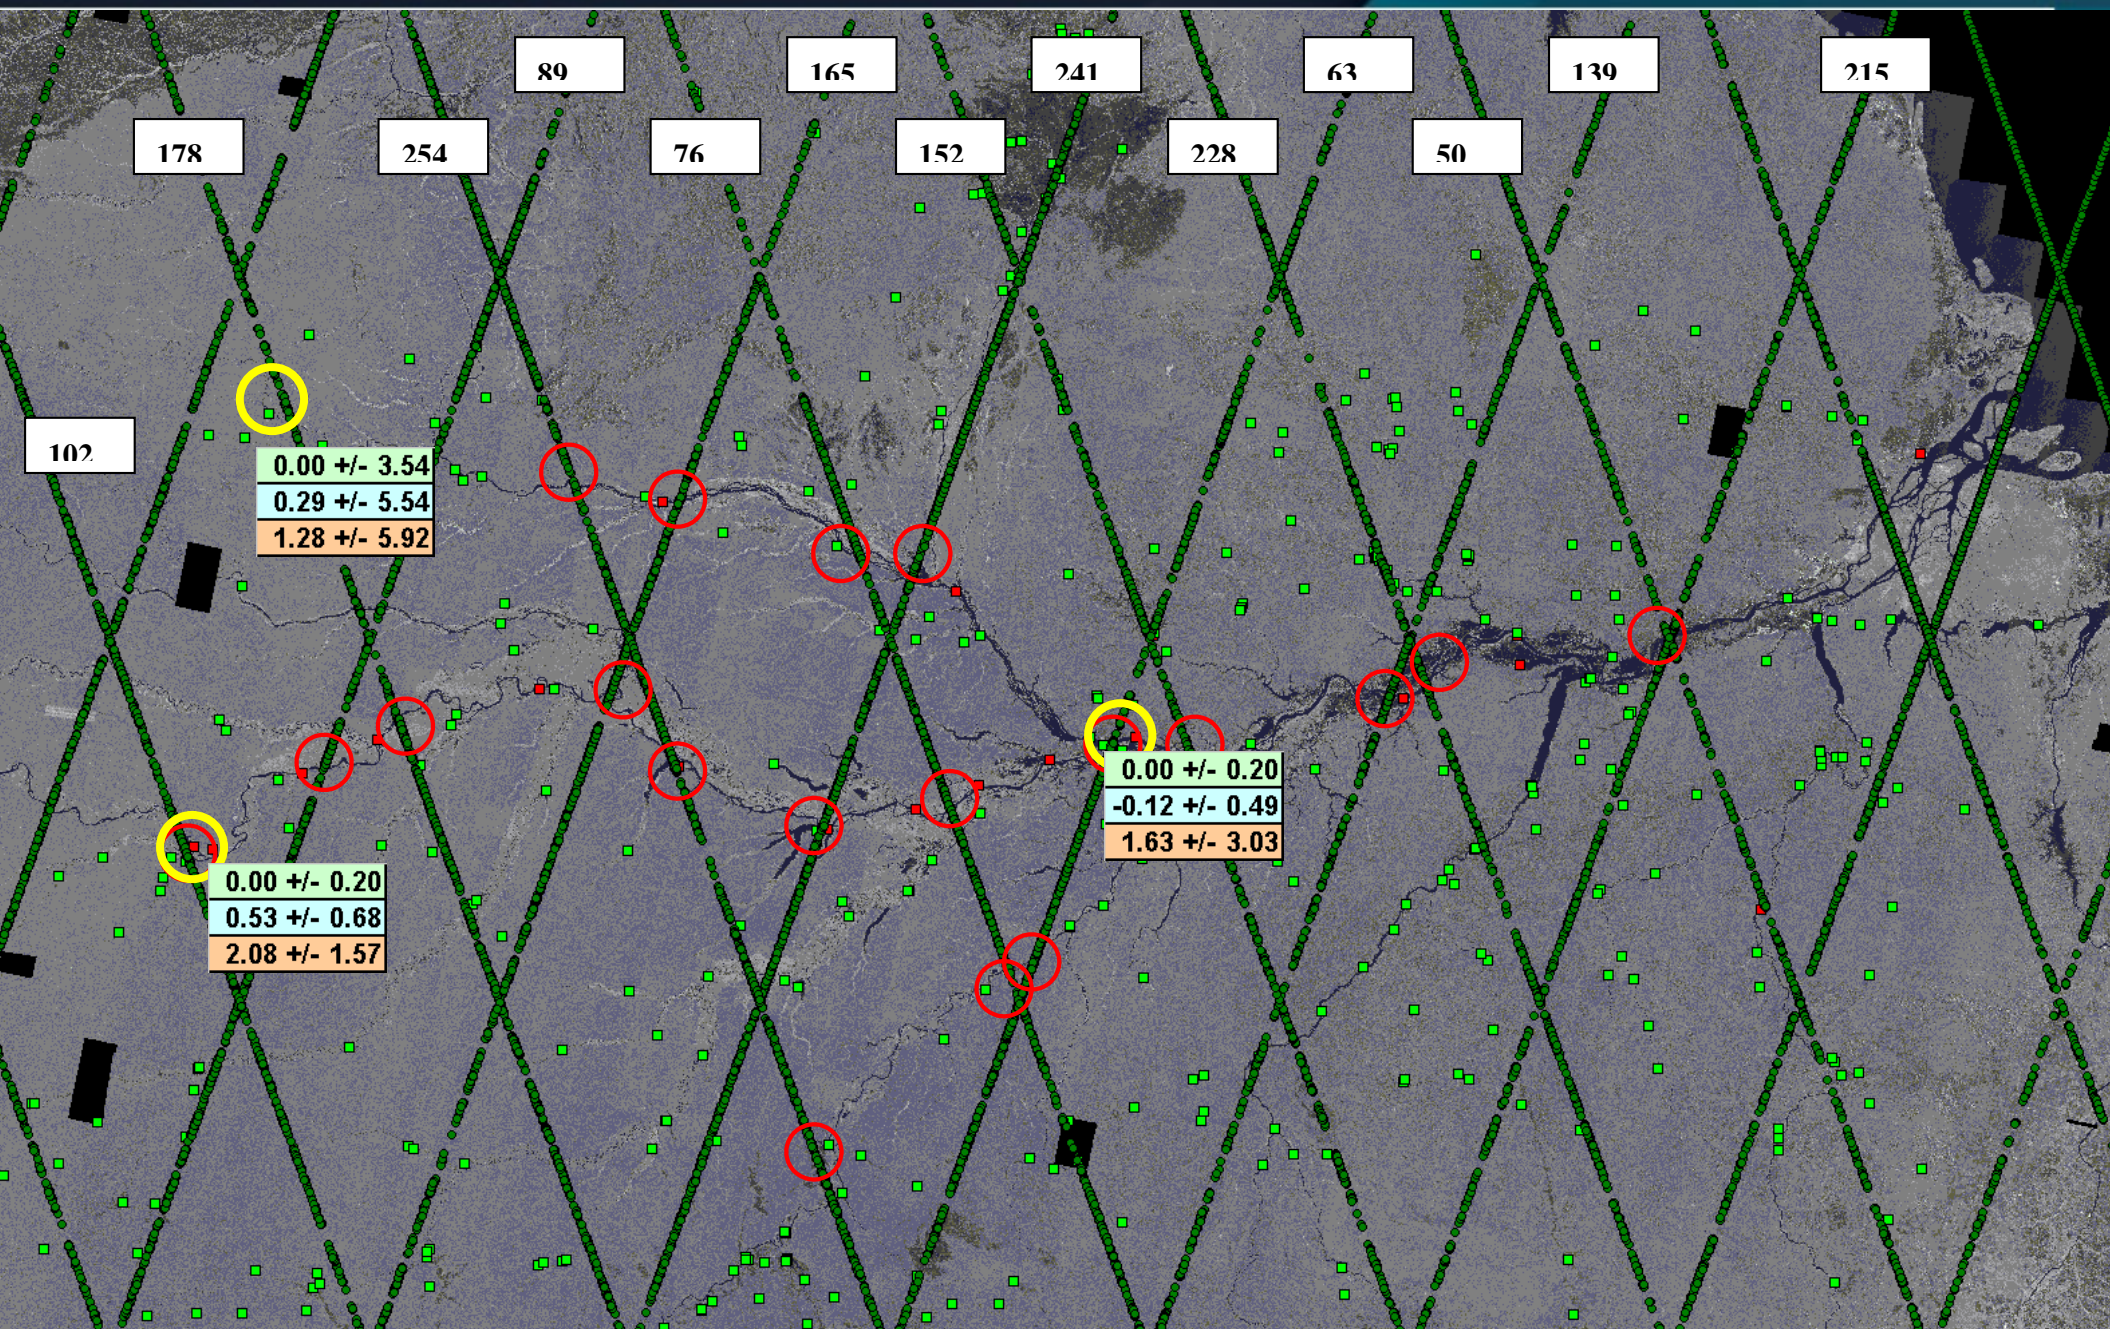 89
165
241
63
139
215
178
254
76
152
228
50
102
0.00 +/- 3.54
0.29 +/- 5.54
1.28 +/- 5.92
0.00 +/- 0.20
-0.12 +/- 0.49
1.63 +/- 3.03
0.00 +/- 0.20
0.53 +/- 0.68
2.08 +/- 1.57